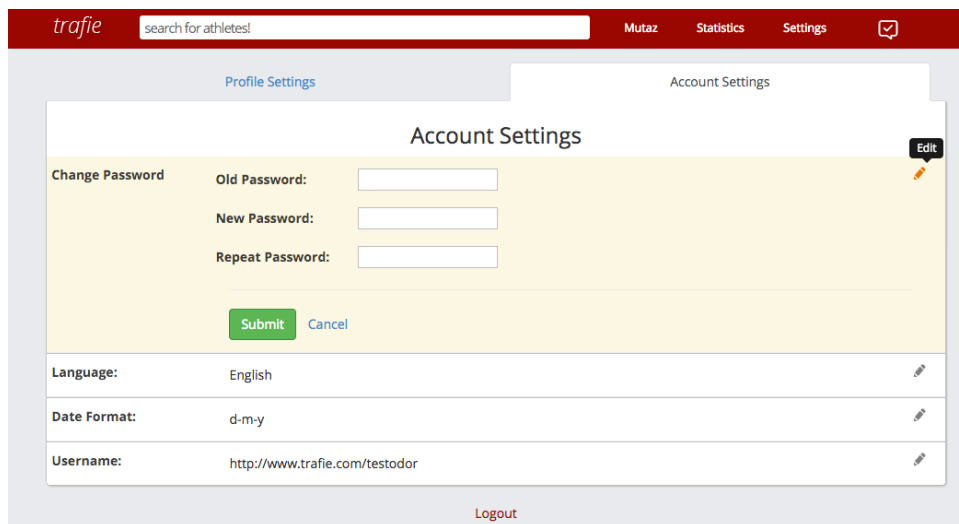 trafie search for athletes! Mutaz Statistics Settings
Profile Settings Account Settings
Account Settings
Edit
Change Password Old Password:
New Password:
Repeat Password:
Submit Cancel
Language: English
Date Format: d-m-y
Username: http://www.trafie.com/testodor
Logout